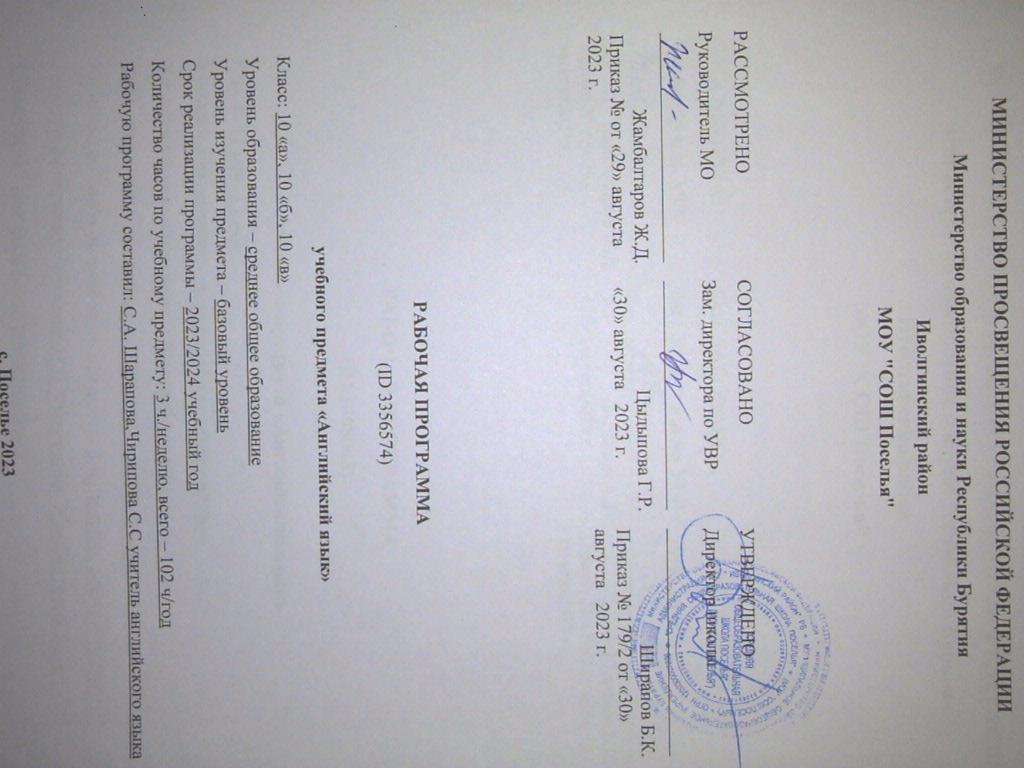 МИНИСТЕРСТВО ПРОСВЕЩЕНИЯ РОССИЙСКОЙ ФЕДЕРАЦИИ
Министерство образования и науки Республики Бурятия
Иволгинский район
МОУ "СОШ Поселья"
РАССМОТРЕНО
Руководитель МО
Жамбалтаров Ж.Д.
Приказ № от «29» августа
2023 г.
СОГЛАСОВАНО
Зам. директора по УВР
Цыдыпова Г.Р.
«30» августа 2023 г.
УТВЕРЖДЕНО
Директор школы
Ширапов Б.К.
Приказ № 179/2 от «30»
августа 2023 г.
РАБОЧАЯ ПРОГРАММА
(ID 3356574)
учебного предмета «Английский язык»
Класс: 10 «а», 10 «б», 10 «в»
Уровень образования – среднее общее образование
Уровень изучения предмета – базовый уровень
Срок реализации программы – 2023/2024 учебный год
Количество часов по учебному предмету: 3 ч./неделю, всего – 102 ч/год
Рабочую программу составил: С.А. Шарапова,Чирипова С.С учитель английского языка
с.Поселье 2023